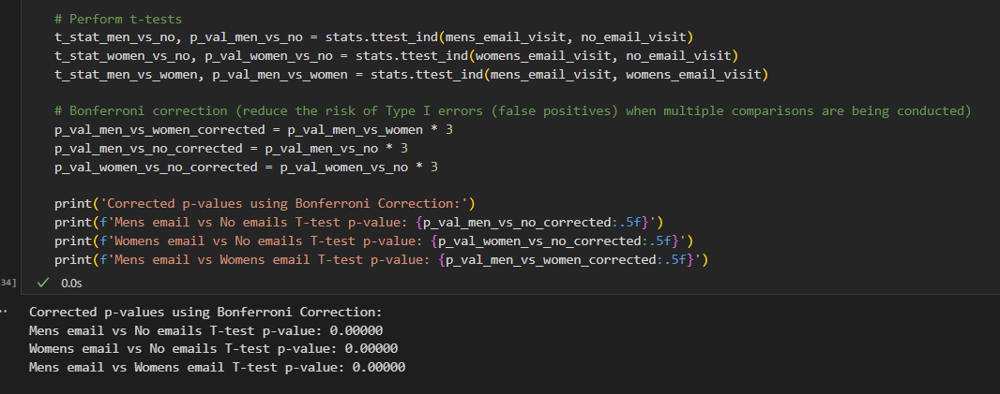 # Perform t-tests
t_stat_men_vs_no, p_val_men_vs_no = stats.ttest_ind(mens_email_visit, no_email_visit)
t_stat_women_vs_no, p_val_women_vs_no = stats.ttest_ind(womens_email_visit, no_email_visit)
t_stat_men_vs_women, p_val_men_vs_women = stats.ttest_ind(mens_email_visit, womens_email_visit)
# Bonferroni correction (reduce the risk of Type I errors (false positives) when multiple comparisons are being conducted)
p_val_men_vs_women_corrected = p_val_men_vs_women * 3
p_val_men_vs_no_corrected = p_val_men_vs_no * 3
p_val_women_vs_no_corrected = p_val_women_vs_no * 3
print('Corrected p-values using Bonferroni Correction:')
print(f'Mens email vs No emails T-test p-value: {p_val_men_vs_no_corrected:.5f}')
print(f'Womens email vs No emails T-test p-value: {p_val_women_vs_no_corrected:.5f}')
print(f'Mens email vs Womens email T-test p-value: {p_val_men_vs_women_corrected:.5f}')
34] ✓ 0.0s
Corrected p-values using Bonferroni Correction:
Mens email vs No emails T-test p-value: 0.00000
Womens email vs No emails T-test p-value: 0.00000
Mens email vs Womens email T-test p-value: 0.00000